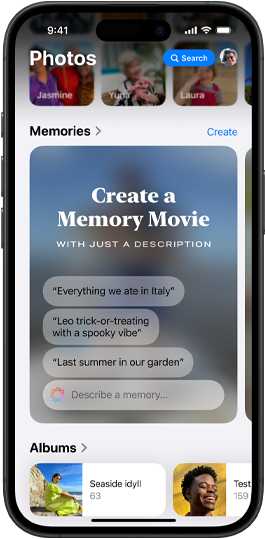 9:41
Photos
Search
Jasmine
Yuna
Laura
Memories
Create
Create a
Memory Movie
WITH JUST A DESCRIPTION
“Everything we ate in Italy”
“Leo trick-or-treating
with a spooky vibe”
“Last summer in our garden”
Describe a memory...
Albums
Seaside idyll
63
Test
159